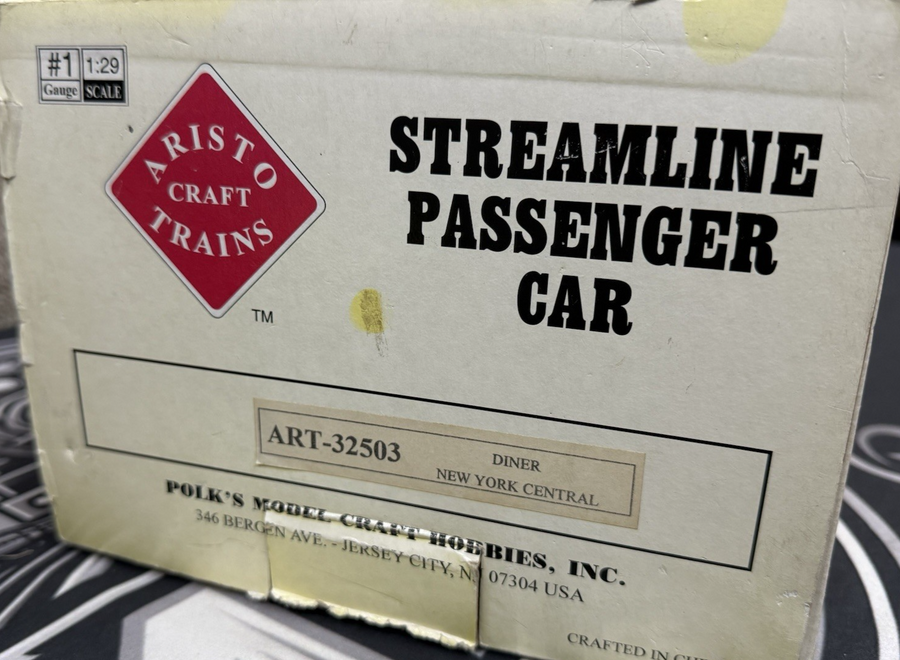 #1 1:29
Gauge SCALE
ARISTO
CRAFT
TRAINS
TM
STREAMLINE
PASSENGER
CAR
ART-32503
DINER
NEW YORK CENTRAL
POLK'S MODEL CRAFT HOBBIES, INC.
346 BERGEN AVE. - JERSEY CITY, NJ 07304 USA
CRAFTED IN